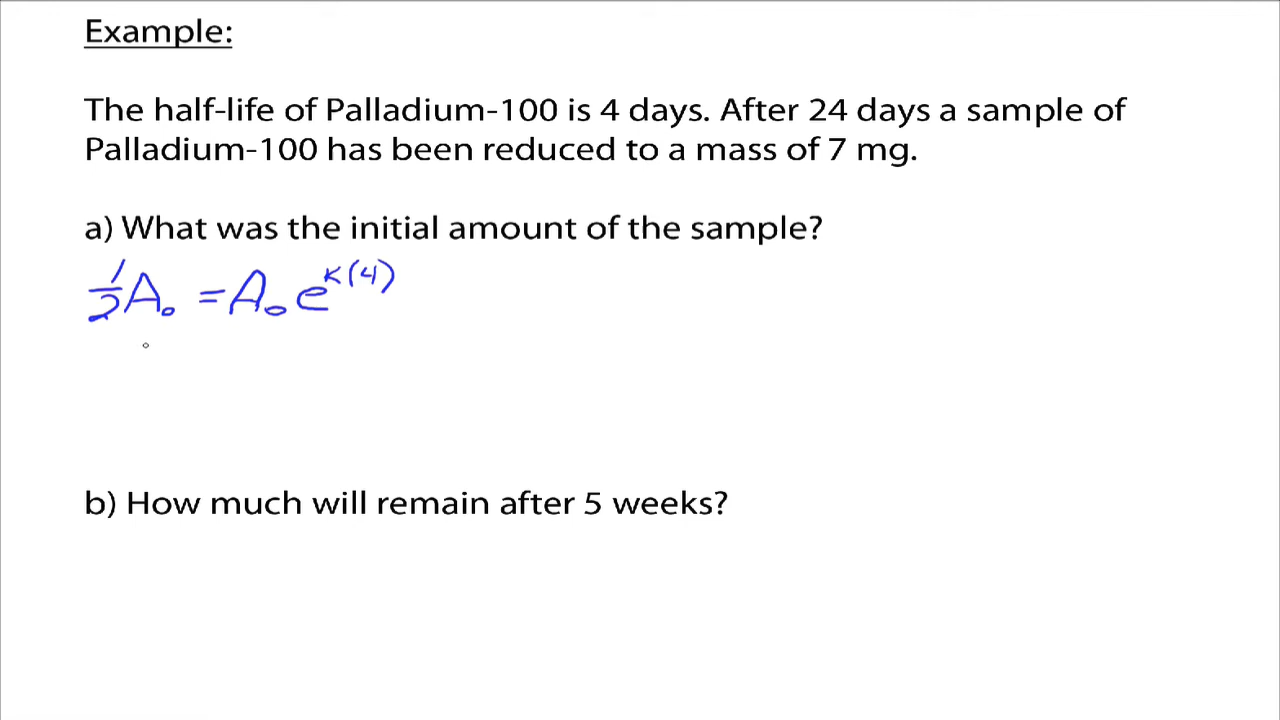 Example:
The half-life of Palladium-100 is 4 days. After 24 days a sample of
Palladium-100 has been reduced to a mass of 7 mg.
a) What was the initial amount of the sample?
½A₀ = A₀e^{k(4)}
b) How much will remain after 5 weeks?